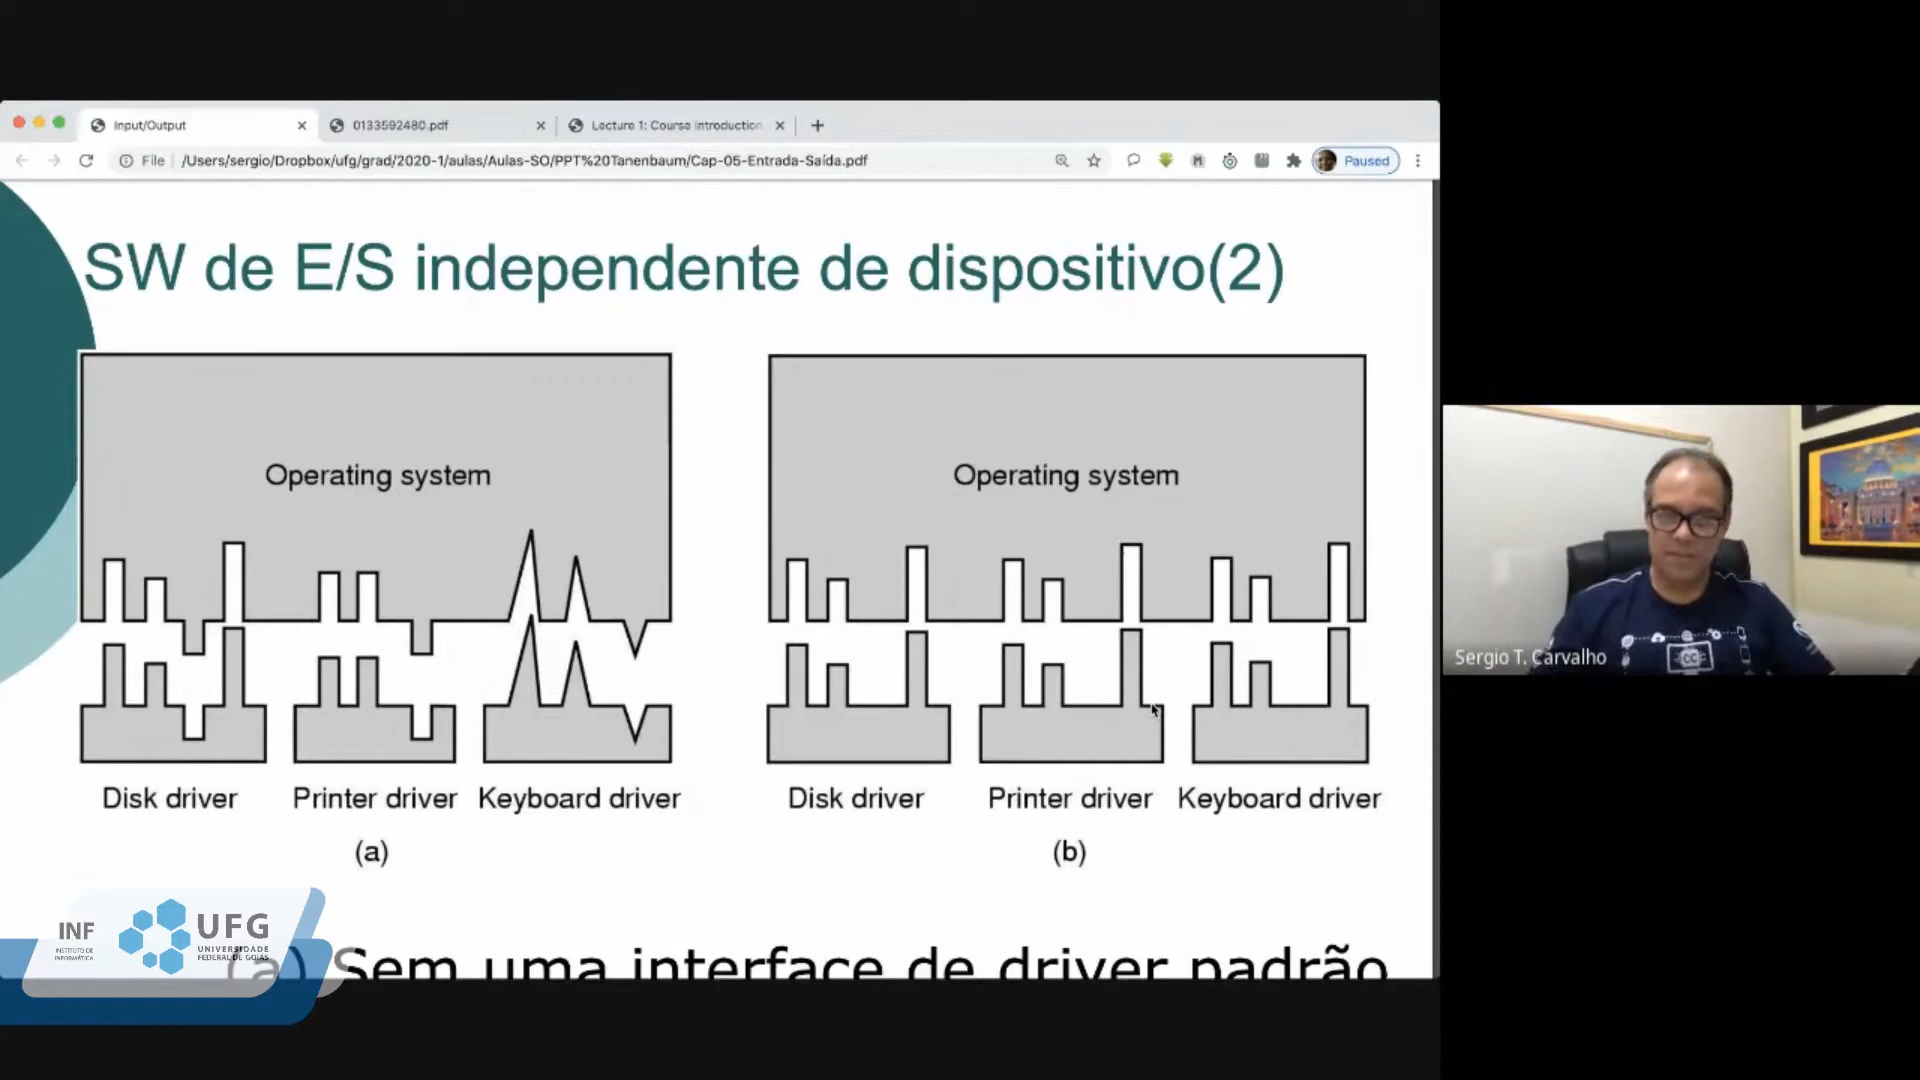 Input/Output
0133592480.pdf
Lecture 1: Course Introduction
File
/Users/sergio/Dropbox/ufg/grad/2020-1/aulas/Aulas-SO/PPT%20Tanenbaum/Cap-05-Entrada-Saída.pdf
Paused
SW de E/S independente de dispositivo(2)
Operating system
Operating system
Disk driver
Printer driver
Keyboard driver
Disk driver
Printer driver
Keyboard driver
(a)
(b)
(a) Sem uma interface de driver padrão
INF
INSTITUTO DE
INFORMÁTICA
UFG
UNIVERSIDADE
FEDERAL DE GOIÁS
Sergio T. Carvalho